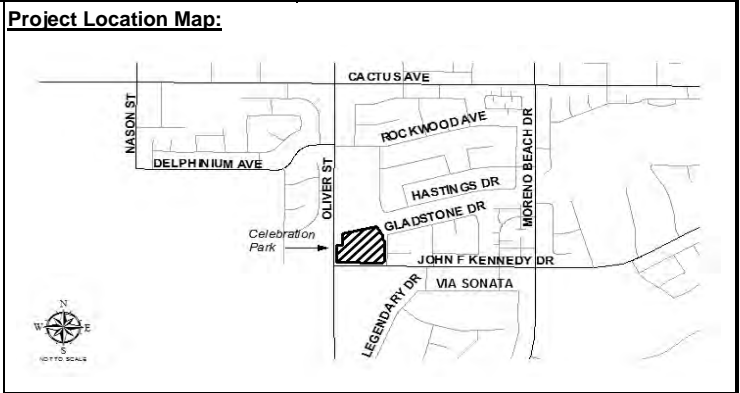 Project Location Map:
CACTUS AVE
NASON ST
ROCKWOOD AVE
MORENO BEACH DR
DELPHINIUM AVE
OLIVER ST
HASTINGS DR
GLADSTONE DR
Celebration
Park
JOHN F KENNEDY DR
VIA SONATA
LEGENDARY DR
N
W E
S
NOT TO SCALE